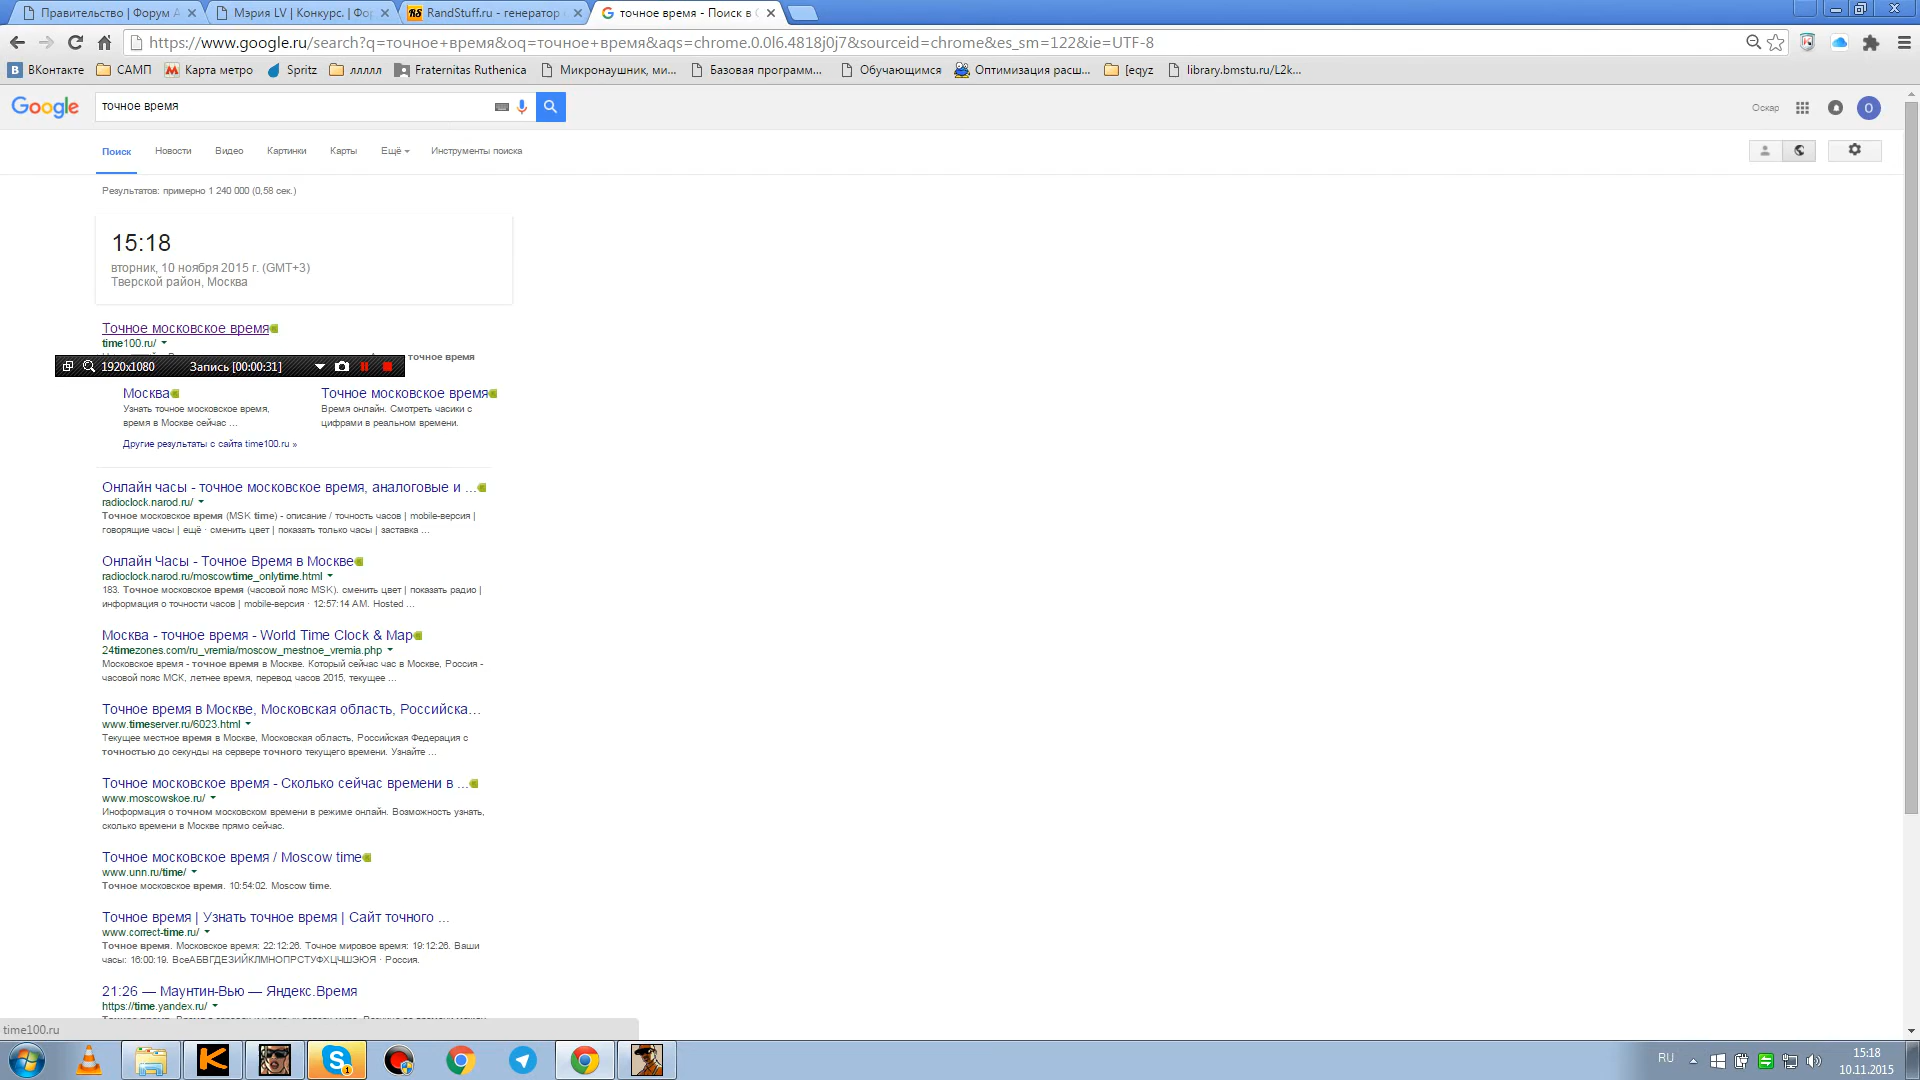 Правительство | Форум А
Мэрия LV | Конкурс. | Фор
RandStuff.ru - генератор
точное время - Поиск в
https://www.google.ru/search?q=точное+время&oq=точное+время&aqs=chrome.0.0l6.4818j0j7&sourceid=chrome&es_sm=122&ie=UTF-8
ВКонтакте
САМП
Карта метро
Spritz
ллллл
Fraternitas Ruthenica
Микронаушник, ми...
Базовая программ...
Обучающимся
Оптимизация расш...
[eqyz
library.bmstu.ru/L2k...
Google
точное время
Оскар
O
Поиск
Новости
Видео
Картинки
Карты
Ещё
Инструменты поиска
Результатов: примерно 1 240 000 (0,58 сек.)
15:18
вторник, 10 ноября 2015 г. (GMT+3)
Тверской район, Москва
Точное московское время
time100.ru/
точное время
1920x1080 Запись [00:00:31]
Москва
Узнать точное московское время,
время в Москве сейчас ...
Точное московское время
Время онлайн. Смотреть часики с
цифрами в реальном времени.
Другие результаты с сайта time100.ru »
Онлайн часы - точное московское время, аналоговые и ...
radioclock.narod.ru/
Точное московское время (MSK time) - описание / точность часов | mobile-версия |
говорящие часы | ещё · сменить цвет | показать только часы | заставка ...
Онлайн Часы - Точное Время в Москве
radioclock.narod.ru/moscowtime_onlytime.html
183. Точное московское время (часовой пояс MSK). сменить цвет | показать радио |
информация о точности часов | mobile-версия · 12:57:14 AM. Hosted ...
Москва - точное время - World Time Clock & Map
24timezones.com/ru_vremia/moscow_mestnoe_vremia.php
Московское время - точное время в Москве. Который сейчас час в Москве, Россия -
часовой пояс МСК, летнее время, перевод часов 2015, текущее ...
Точное время в Москве, Московская область, Российска...
www.timeserver.ru/6023.html
Текущее местное время в Москве, Московская область, Российская Федерация с
точностью до секунды на сервере точного текущего времени. Узнайте ...
Точное московское время - Сколько сейчас времени в ...
www.moscowskoe.ru/
Иноформация о точном московском времени в режиме онлайн. Возможность узнать,
сколько времени в Москве прямо сейчас.
Точное московское время / Moscow time
www.unn.ru/time/
Точное московское время. 10:54:02. Moscow time.
Точное время | Узнать точное время | Сайт точного ...
www.correct-time.ru/
Точное время. Московское время: 22:12:26. Точное мировое время: 19:12:26. Ваши
часы: 16:00:19. ВсеАБВГДЕЗИЙКЛМНОПРСТУФХЦЧШЭЮЯ · Россия.
21:26 — Маунтин-Вью — Яндекс.Время
https://time.yandex.ru/
time100.ru
RU
15:18
10.11.2015